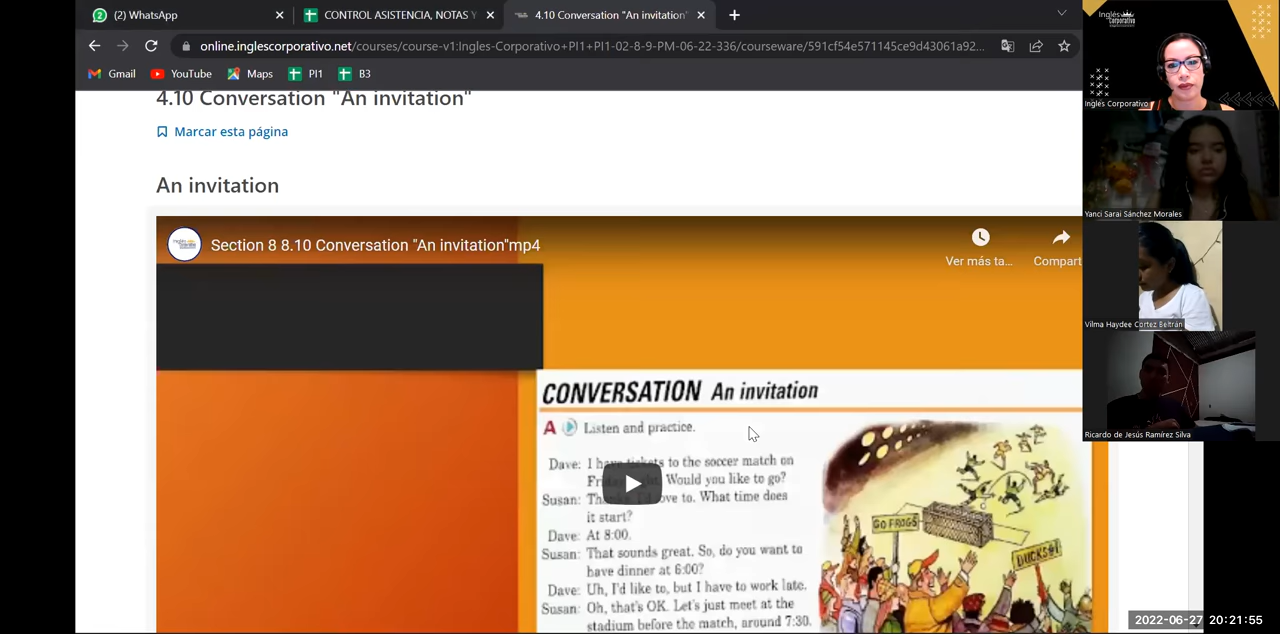 (2) WhatsApp
CONTROL ASISTENCIA, NOTAS Y
4.10 Conversation "An invitation"
online.inglescorporativo.net/courses/course-v1:Ingles-Corporativo+PI1+PI1-02-8-9-PM-06-22-336/courseware/591cf54e571145ce9d43061a92...
Gmail
YouTube
Maps
PI1
B3
4.10 Conversation "An invitation"
Marcar esta página
An invitation
Section 8 8.10 Conversation "An invitation"mp4
Ver más ta...
Compart
CONVERSATION An invitation
A Listen and practice.
Dave: I have tickets to the soccer match on
Would you like to go?
Susan: love to. What time does
it start?
Dave: At 8:00.
Susan: That sounds great. So, do you want to
have dinner at 6:00?
Dave: Uh, I'd like to, but I have to work late.
Susan: Oh, that's OK. Let's just meet at the
stadium before the match, around 7:30.
GO FROGS
DUCKS#1
Inglés
Corporativo
Inglés Corporativo
Yanci Sarai Sánchez Morales
Vilma Haydee Cortez Beltrán
Ricardo de Jesús Ramírez Silva
2022-06-27 20:21:55